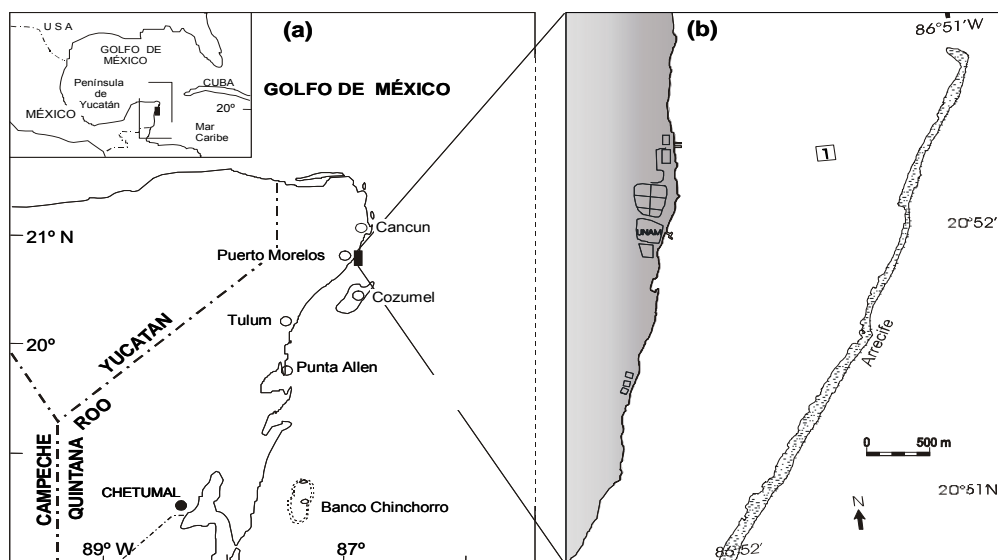 (a)
U S A
GOLFO DE
MÉXICO
Península
de
Yucatán
CUBA
20°
MÉXICO
Mar
Caribe
GOLFO DE MÉXICO
21° N
Cancun
Puerto Morelos
Cozumel
Tulum
20°
YUCATAN
Punta Allen
CAMPECHE
QUINTANA
ROO
CHETUMAL
Banco Chinchorro
89° W
87°
(b)
86°51'W
1
UNAM
20°52'
Arrecife
0
500 m
20°51N
N
86°52'